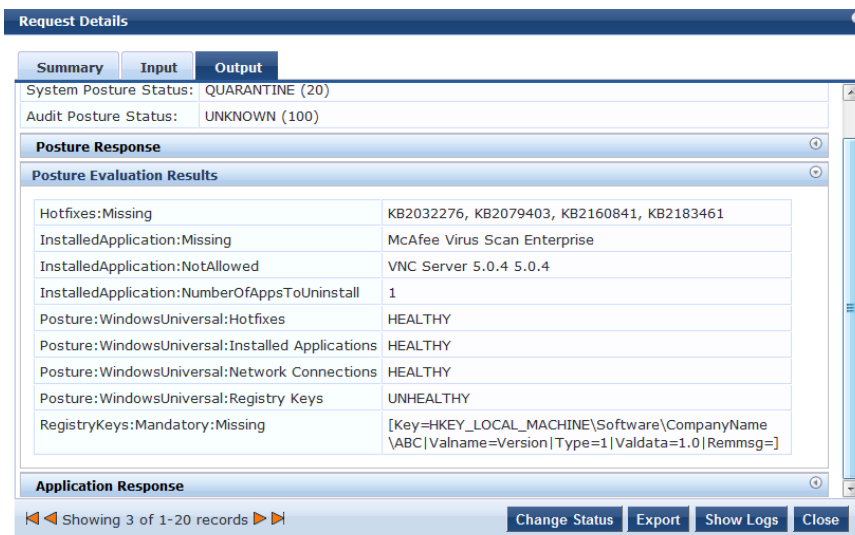 Request Details
Summary Input Output
System Posture Status: QUARANTINE (20)
Audit Posture Status: UNKNOWN (100)
Posture Response
Posture Evaluation Results
Hotfixes:Missing KB2032276, KB2079403, KB2160841, KB2183461
InstalledApplication:Missing McAfee Virus Scan Enterprise
InstalledApplication:NotAllowed VNC Server 5.0.4 5.0.4
InstalledApplication:NumberOfAppsToUninstall 1
Posture:WindowsUniversal:Hotfixes HEALTHY
Posture:WindowsUniversal:Installed Applications HEALTHY
Posture:WindowsUniversal:Network Connections HEALTHY
Posture:WindowsUniversal:Registry Keys UNHEALTHY
RegistryKeys:Mandatory:Missing [Key=HKEY_LOCAL_MACHINE\Software\CompanyName
\ABC|Valname=Version|Type=1|Valdata=1.0|Remmsg=]
Application Response
Showing 3 of 1-20 records Change Status Export Show Logs Close